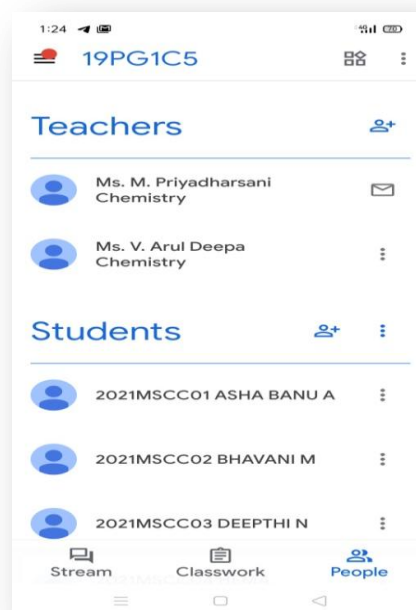 1:24
4G
19PG1C5
Teachers
Ms. M. Priyadharsani
Chemistry
Ms. V. Arul Deepa
Chemistry
Students
2021MSCC01 ASHA BANU A
2021MSCC02 BHAVANI M
2021MSCC03 DEEPTHI N
Stream Classwork People